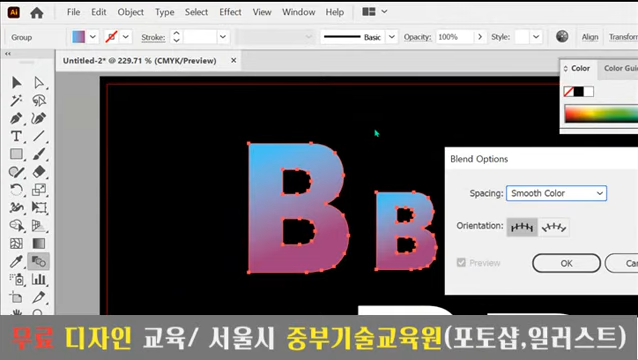 Ai File Edit Object Type Select Effect View Window Help
Group Stroke: Basic Opacity: 100% Style: Align Transform
Untitled-2* @ 229.71 % (CMYK/Preview) ×
Color Color Guid
B B
Blend Options
Spacing: Smooth Color
Orientation:
Preview OK Can
무료 디자인 교육/ 서울시 중부기술교육원(포토샵,일러스트)